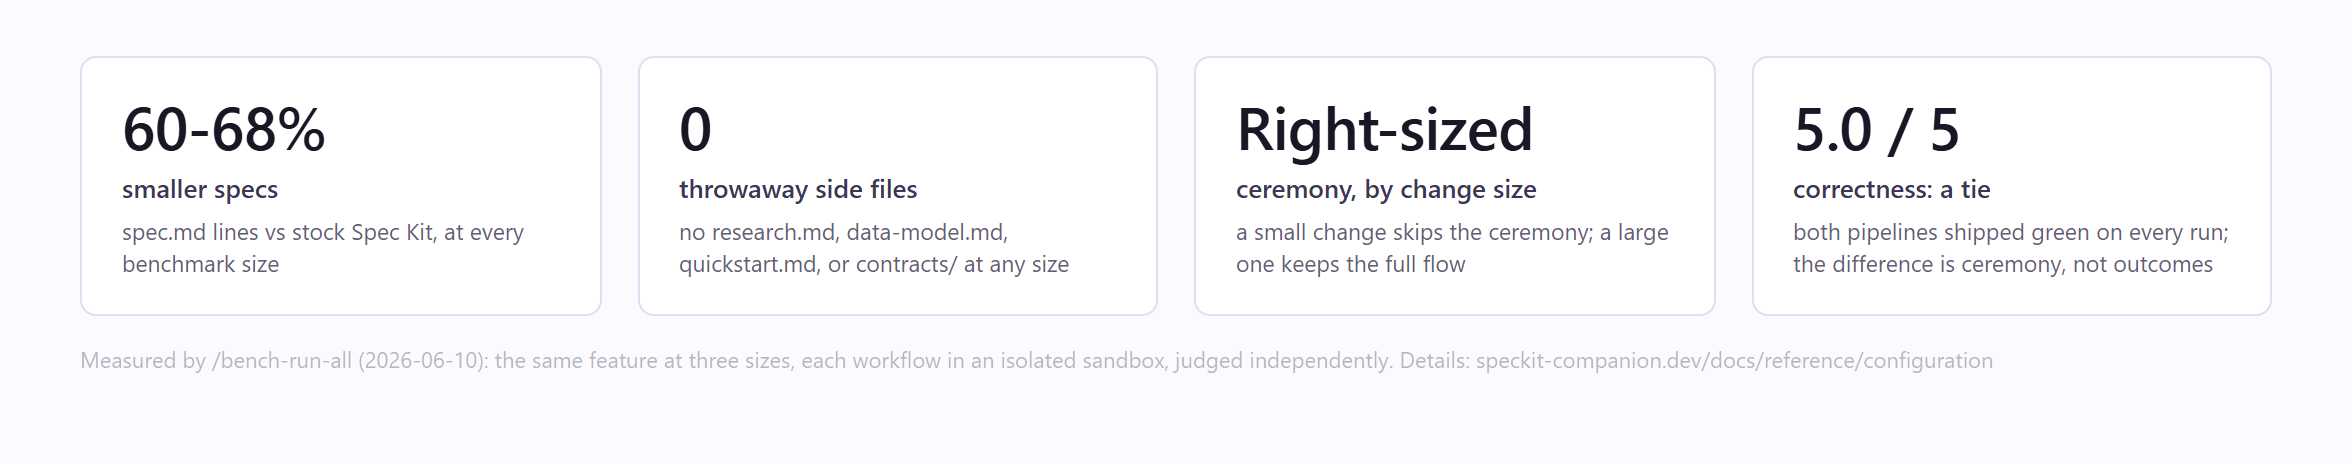 60-68%
smaller specs
spec.md lines vs stock Spec Kit, at every
benchmark size
0
throwaway side files
no research.md, data-model.md,
quickstart.md, or contracts/ at any size
Right-sized
ceremony, by change size
a small change skips the ceremony; a large
one keeps the full flow
5.0 / 5
correctness: a tie
both pipelines shipped green on every run;
the difference is ceremony, not outcomes
Measured by /bench-run-all (2026-06-10): the same feature at three sizes, each workflow in an isolated sandbox, judged independently. Details: speckit-companion.dev/docs/reference/configuration